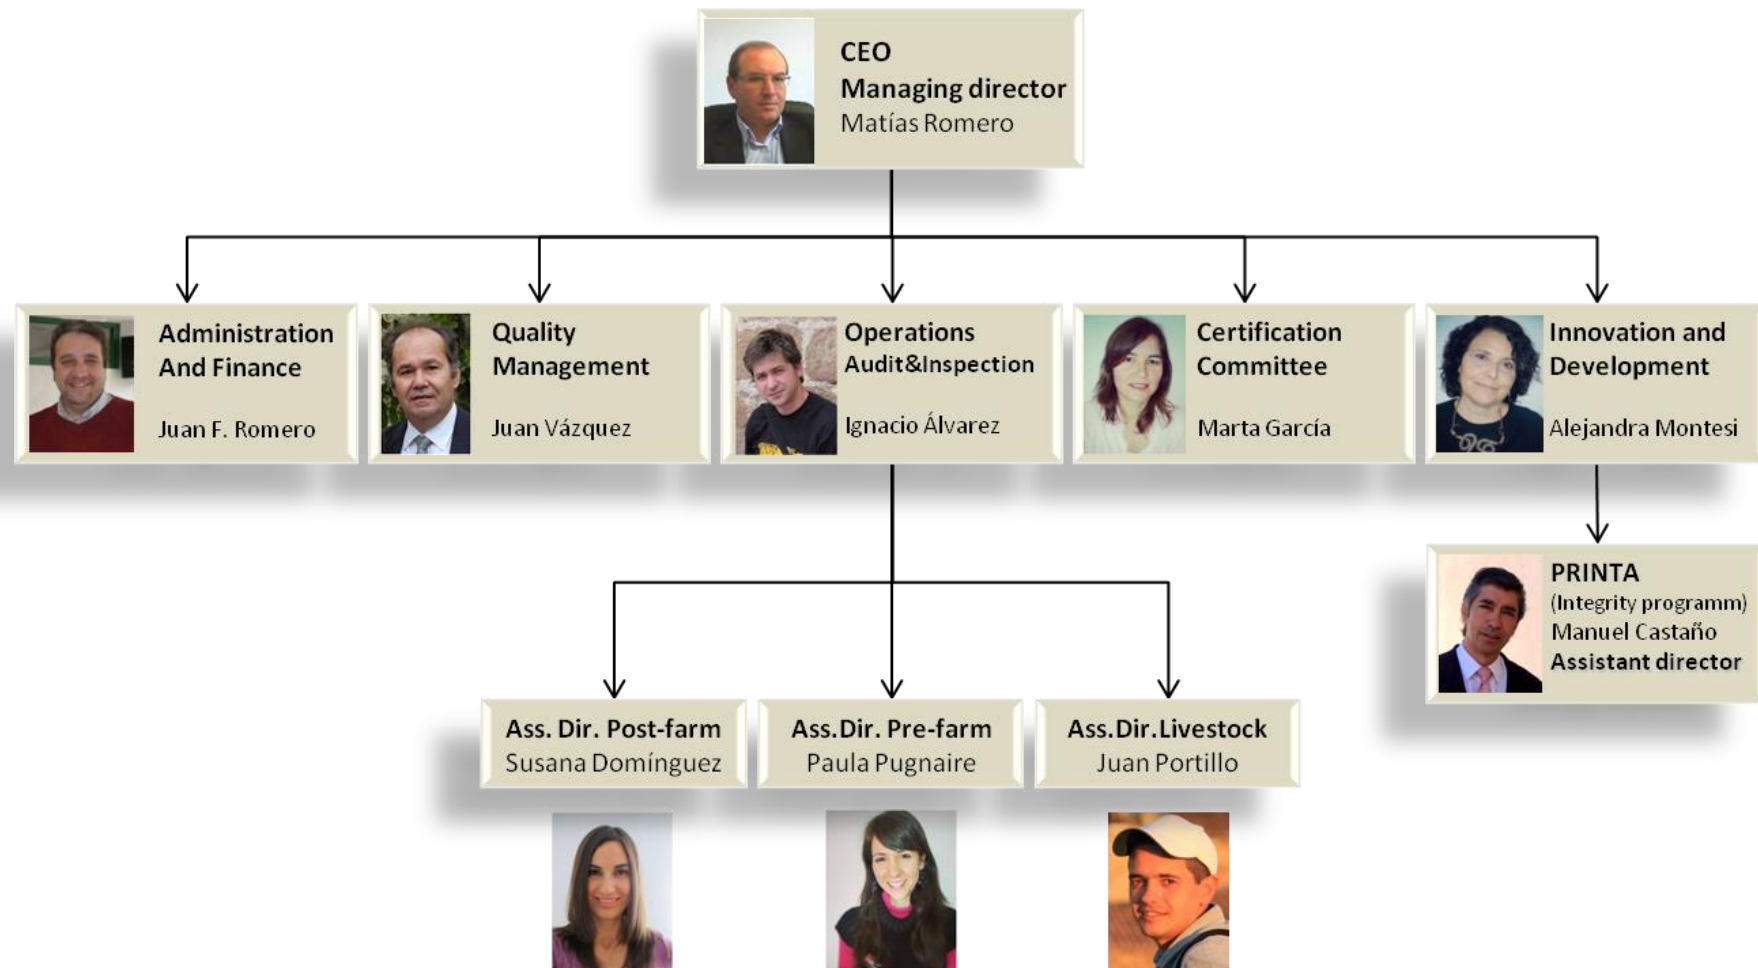 CEO
Managing director
Matías Romero
Administration
And Finance
Juan F. Romero
Quality
Management
Juan Vázquez
Operations
Audit&Inspection
Ignacio Álvarez
Certification
Committee
Marta García
Innovation and
Development
Alejandra Montesi
PRINTA
(Integrity programm)
Manuel Castaño
Assistant director
Ass. Dir. Post-farm
Susana Domínguez
Ass.Dir. Pre-farm
Paula Pugnaire
Ass.Dir.Livestock
Juan Portillo